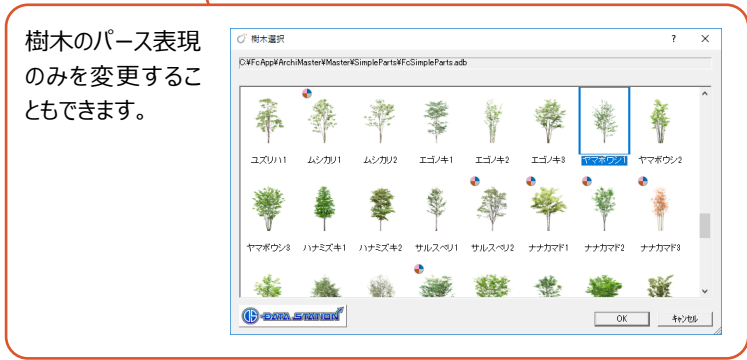 樹木のパース表現
のみを変更するこ
ともできます。
樹木選択
? ×
C:¥FcApp¥ArchiMaster¥Master¥SimpleParts¥FcSimpleParts.adb
ユズリハ1 ムシカリ1 ムシカリ2 エゴノキ1 エゴノキ2 エゴノキ3 ヤマボウシ1 ヤマボウシ2
ヤマボウシ3 ハナミズキ1 ハナミズキ2 サルスベリ1 サルスベリ2 ナナカマド1 ナナカマド2 ナナカマド3
DATA STATION
OK キャンセル